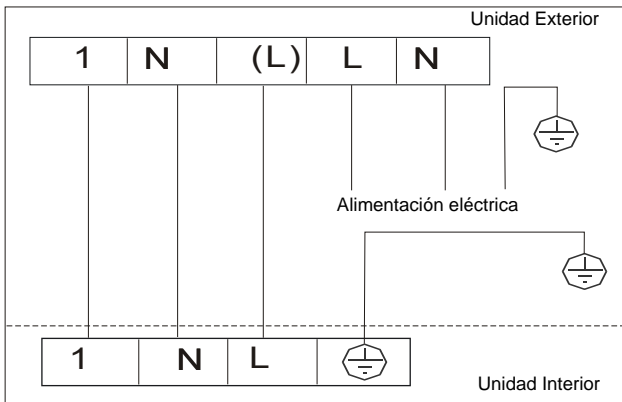 Unidad Exterior
1 N (L) L N
Alimentación eléctrica
1 N L
Unidad Interior